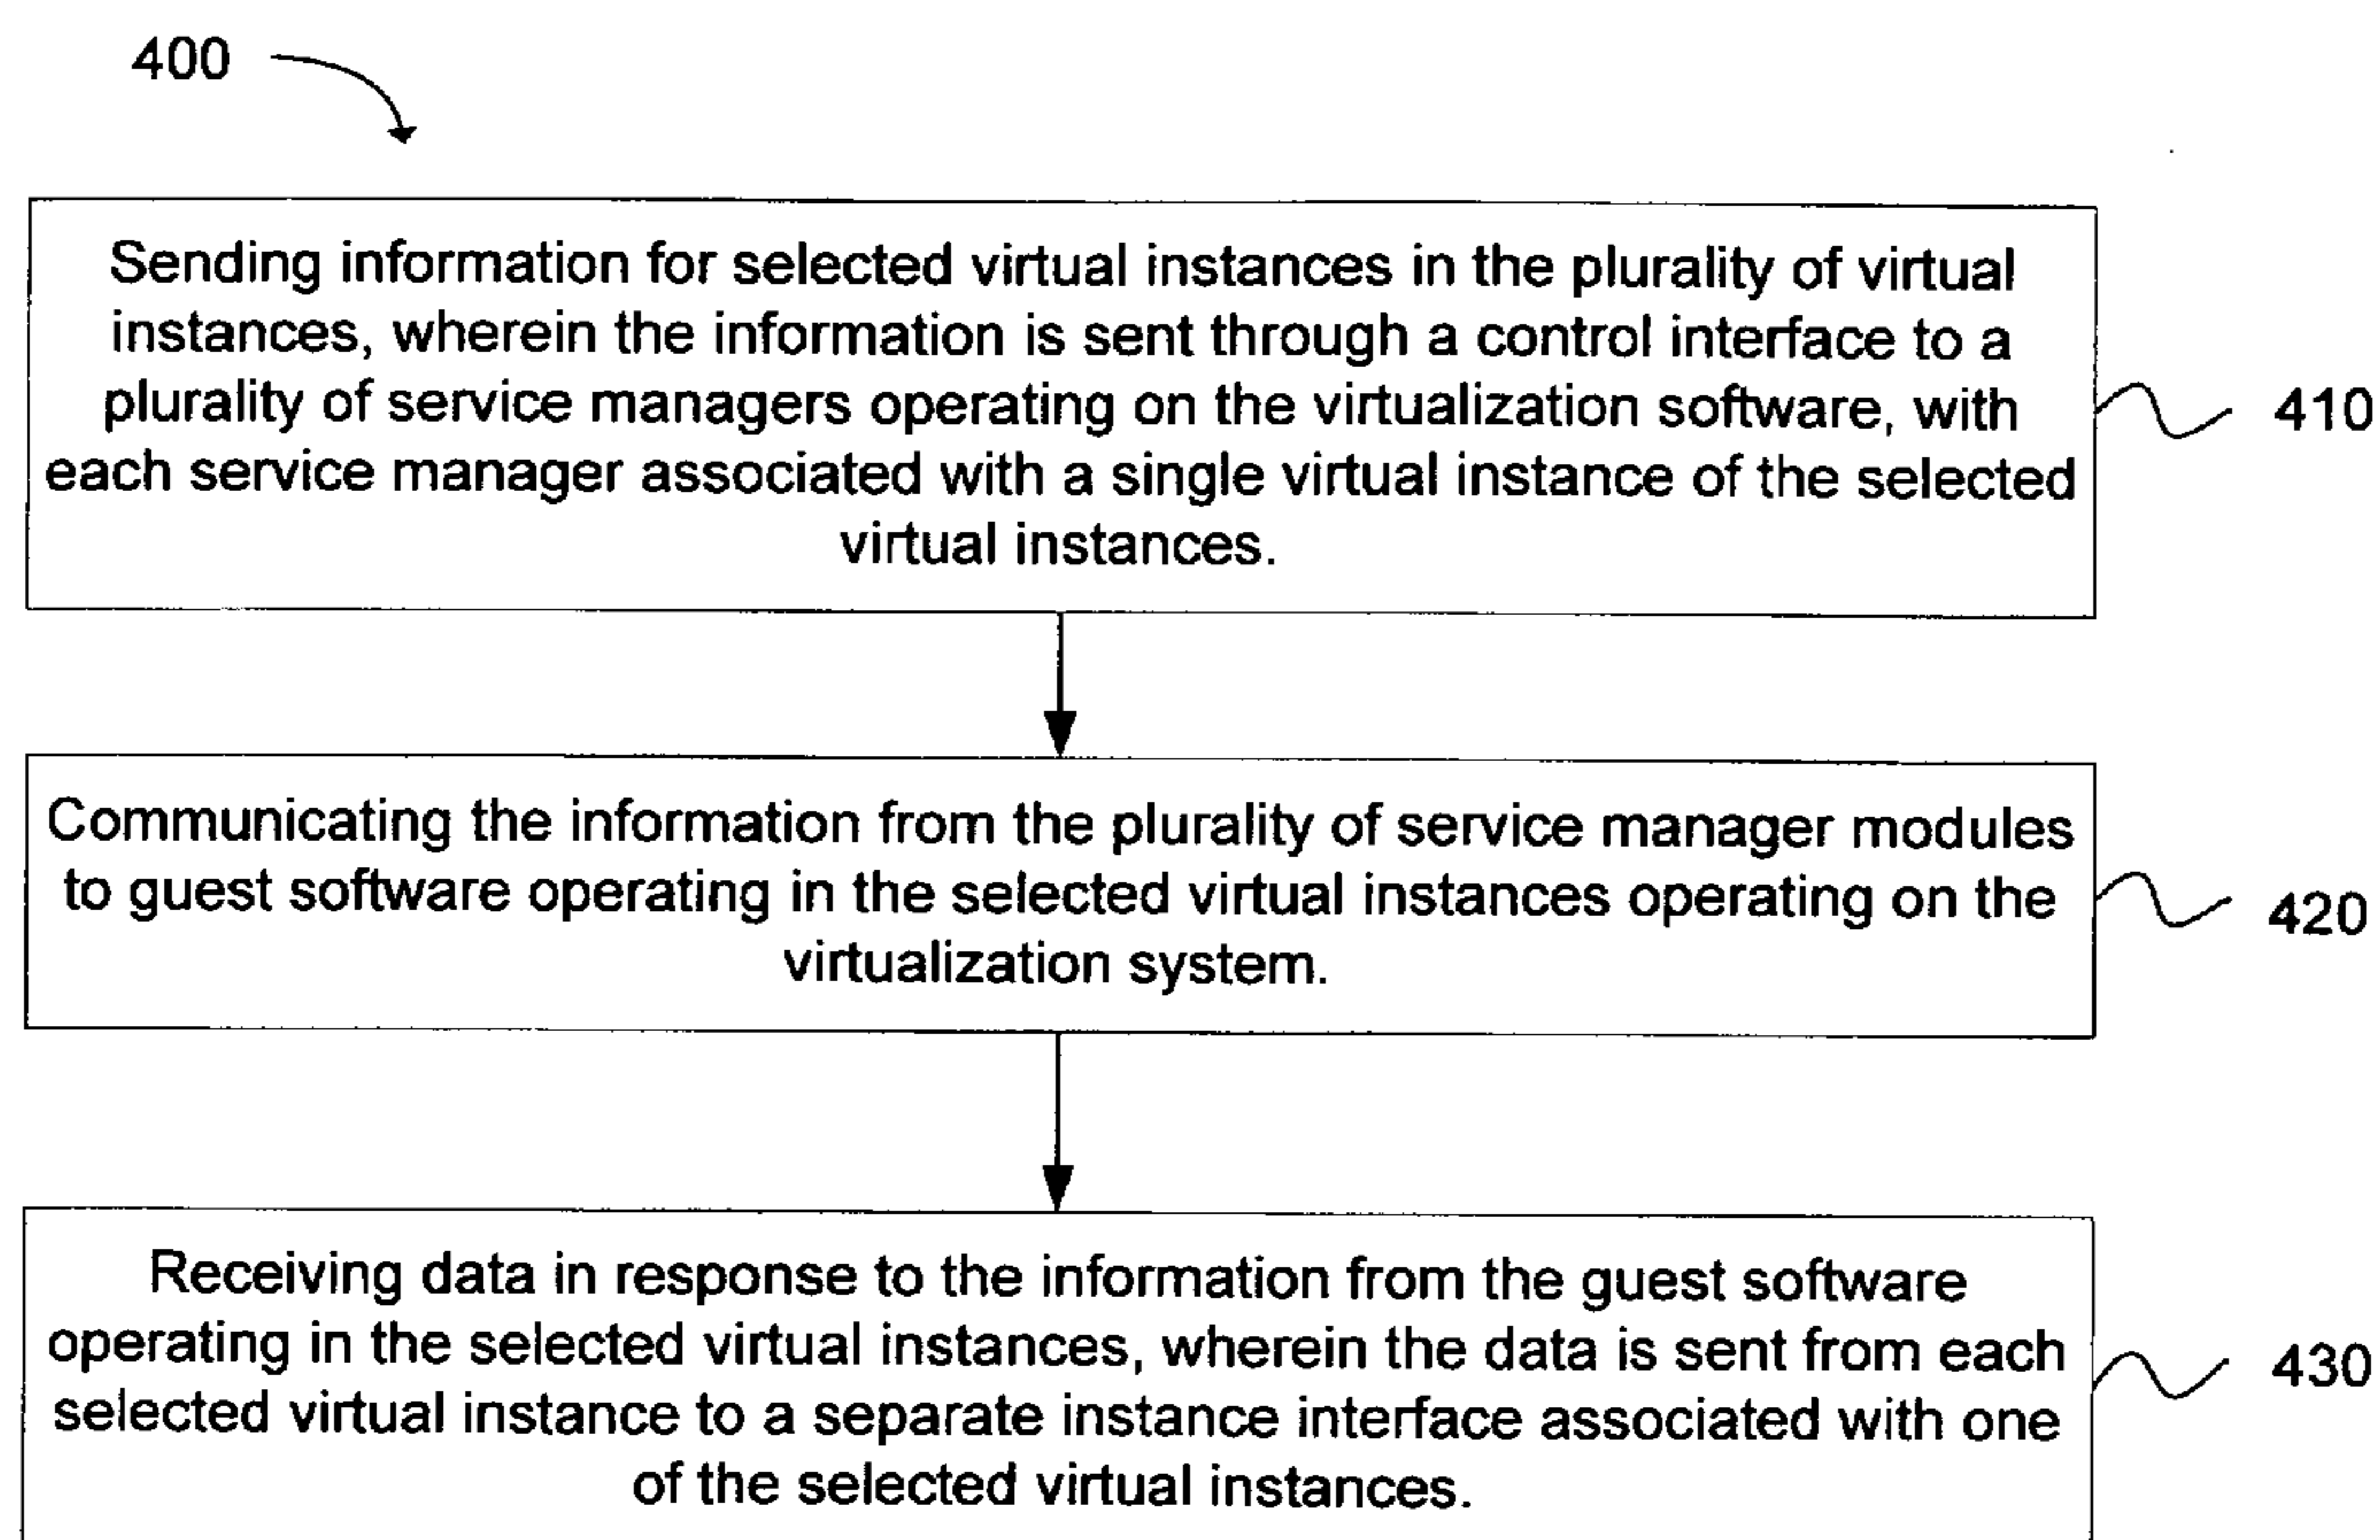 400
Sending information for selected virtual instances in the plurality of virtual
instances, wherein the information is sent through a control interface to a
plurality of service managers operating on the virtualization software, with
each service manager associated with a single virtual instance of the selected
virtual instances.
410
Communicating the information from the plurality of service manager modules
to guest software operating in the selected virtual instances operating on the
virtualization system.
420
Receiving data in response to the information from the guest software
operating in the selected virtual instances, wherein the data is sent from each
selected virtual instance to a separate instance interface associated with one
of the selected virtual instances.
430